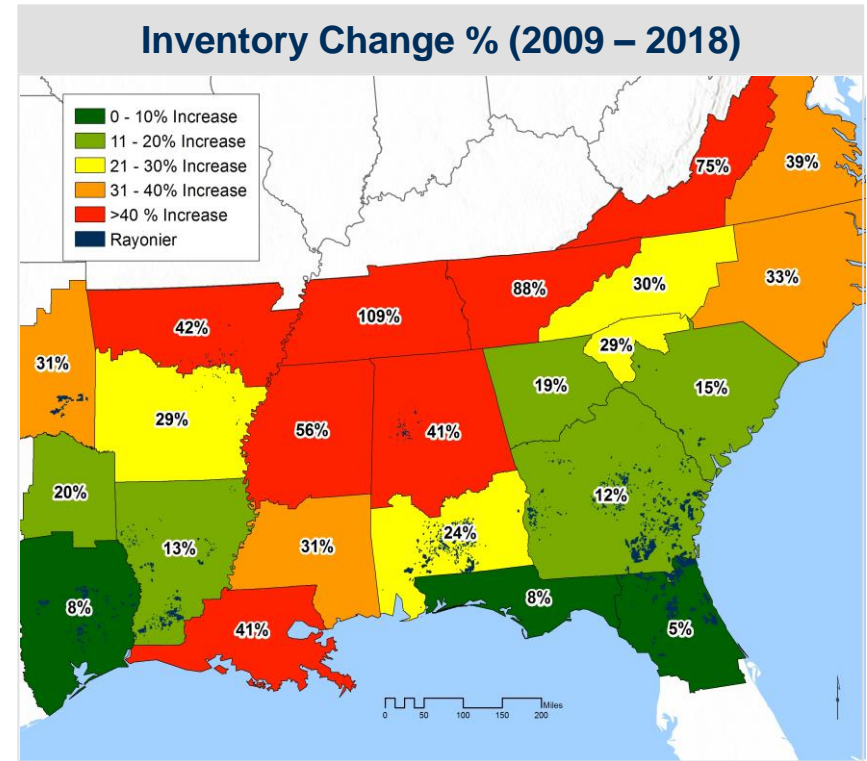 Inventory Change % (2009 – 2018)
0 - 10% Increase
11 - 20% Increase
21 - 30% Increase
31 - 40% Increase
>40 % Increase
Rayonier
75%
39%
88%
30%
33%
109%
42%
31%
29%
19%
15%
29%
56%
41%
12%
20%
13%
31%
24%
8%
8%
5%
41%
Miles
0 50 100 150 200